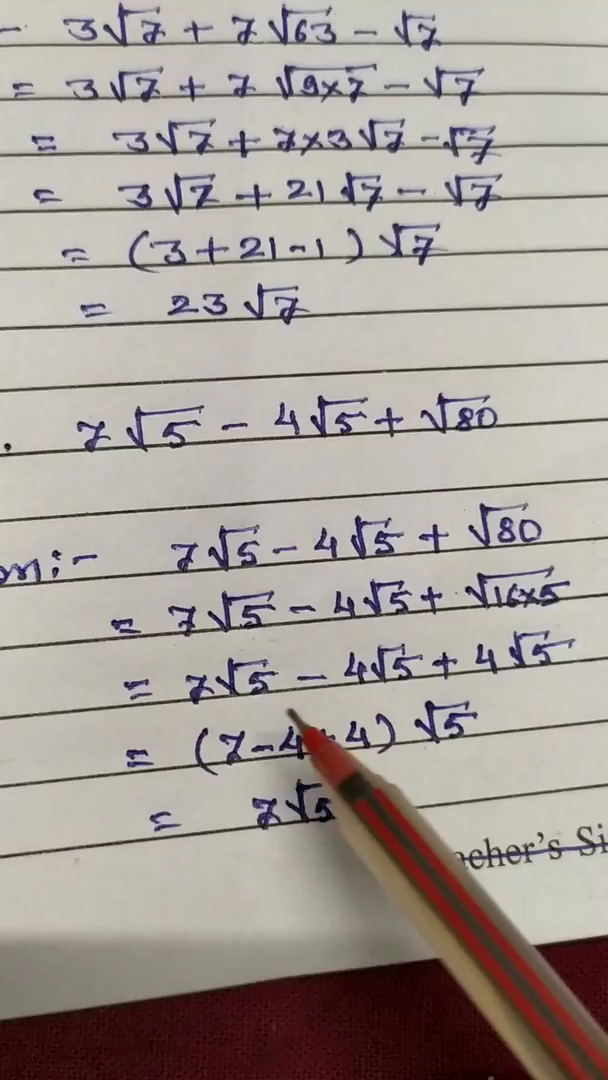 - 3√7 + 7√63 - √7
= 3√7 + 7√9×7 - √7
= 3√7 + 7×3√7 - √7
= 3√7 + 21√7 - √7
= (3+21-1)√7
= 23√7
. 7√5 - 4√5 + √80
:- 7√5 - 4√5 + √80
= 7√5 - 4√5 + √16×5
= 7√5 - 4√5 + 4√5
= (7-4+4)√5
= 7√5
cher's Si